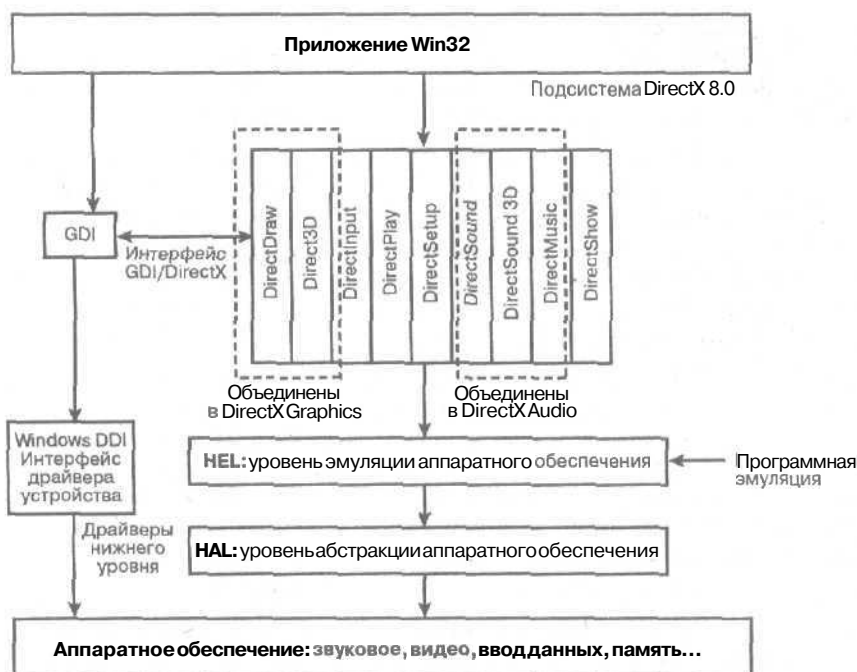 Приложение Win32
Подсистема DirectX 8.0
GDI
Интерфейс
GDI/DirectX
DirectDraw
Direct3D
DirectInput
DirectPlay
DirectSetup
DirectSound
DirectSound 3D
DirectMusic
DirectShow
Объединены
в DirectX Graphics
Объединены
в DirectX Audio
Windows DDI
Интерфейс
драйвера
устройства
HEL: уровень эмуляции аппаратного обеспечения
Программная
эмуляция
Драйверы
нижнего
уровня
HAL: уровень абстракции аппаратного обеспечения
Аппаратное обеспечение: звуковое, видео, ввод данных, память...